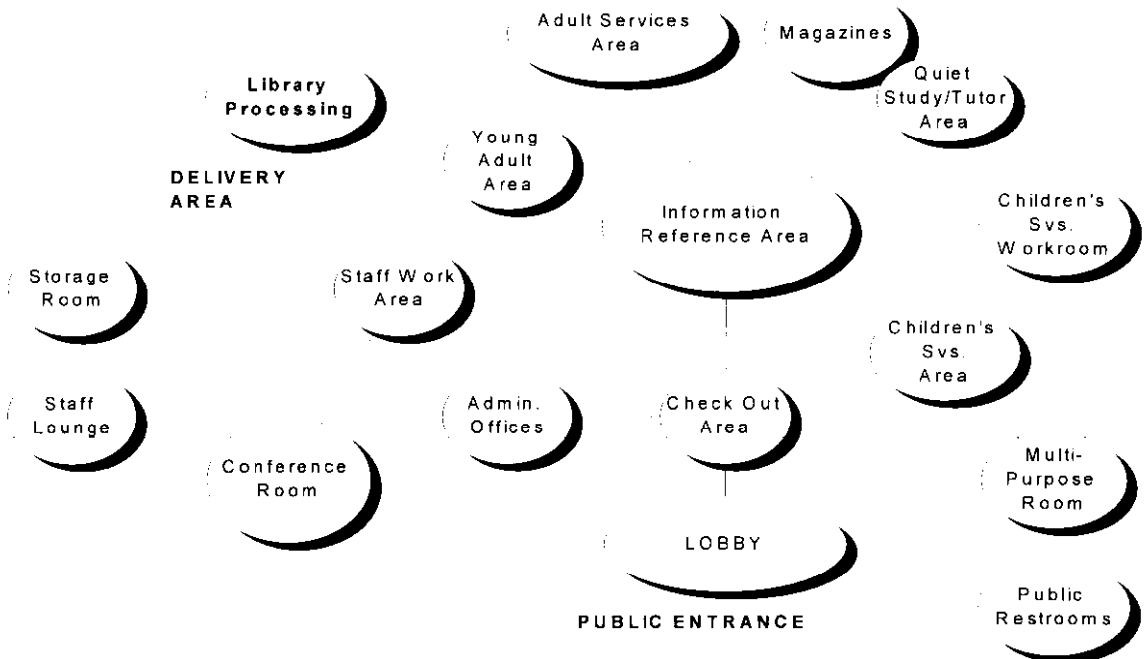 Adult Services
Area
Magazines
Quiet
Study/Tutor
Area
Library
Processing
Young
Adult
Area
DELIVERY
AREA
Information
Reference Area
Children's
Svs.
Workroom
Storage
Room
Staff Work
Area
Children's
Svs.
Area
Staff
Lounge
Admin.
Offices
Check Out
Area
Conference
Room
Multi-
Purpose
Room
LOBBY
PUBLIC ENTRANCE
Public
Restrooms